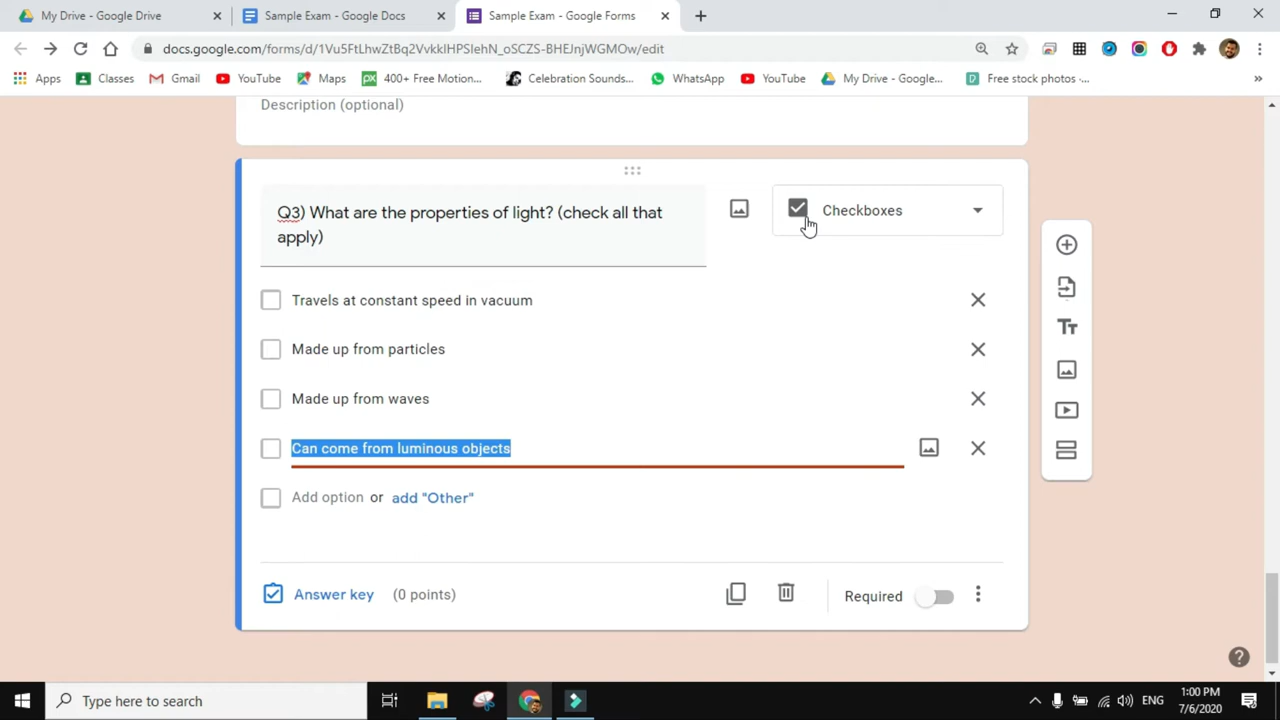 My Drive - Google Drive
Sample Exam - Google Docs
Sample Exam - Google Forms
docs.google.com/forms/d/1Vu5FtLhwZtBq2VvkklHPSlehN_oSCZS-BHEJnjWGMOw/edit
Apps
Classes
Gmail
YouTube
Maps
400+ Free Motion...
Celebration Sounds...
WhatsApp
YouTube
My Drive - Google...
Free stock photos -...
Description (optional)
Q3) What are the properties of light? (check all that
apply)
Checkboxes
Travels at constant speed in vacuum
Made up from particles
Made up from waves
Can come from luminous objects
Add option or add "Other"
Answer key (0 points)
Required
Type here to search
ENG
1:00 PM
7/6/2020